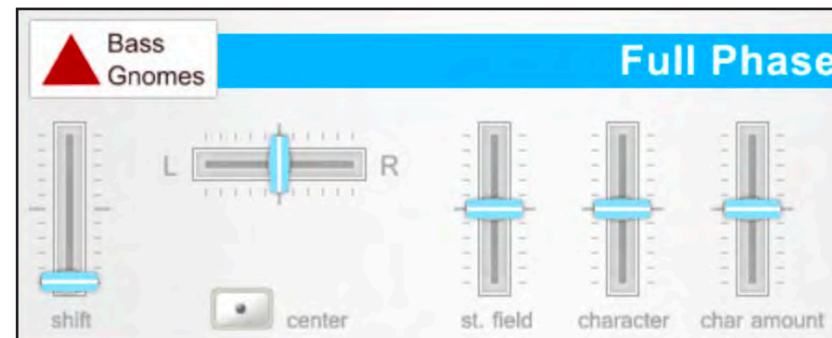 Bass
Gnomes
Full Phase
L
R
shift
center
st. field
character
char amount